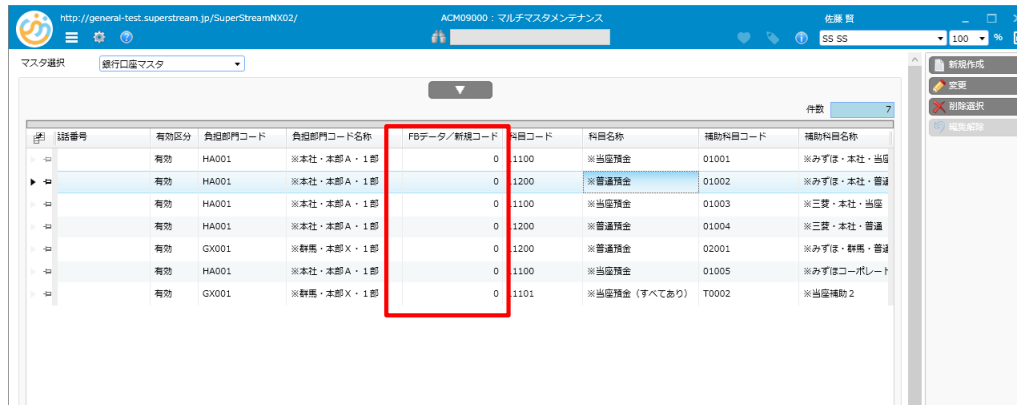 http://general-test.superstream.jp/SuperStreamNX02/ ACM09000：マルチマスタメンテナンス 佐藤 賢
SS SS 100 %
マスタ選択 銀行口座マスタ 新規作成
変更
件数 7 削除選択
編集解除
話番号 有効区分 負担部門コード 負担部門コード名称 FBデータ／新規コード 科目コード 科目名称 補助科目コード 補助科目名称
有効 HA001 ※本社・本部A・1部 0 1100 ※当座預金 01001 ※みずほ・本社・当座
有効 HA001 ※本社・本部A・1部 0 1200 ※普通預金 01002 ※みずほ・本社・普通
有効 HA001 ※本社・本部A・1部 0 1100 ※当座預金 01003 ※三菱・本社・当座
有効 HA001 ※本社・本部A・1部 0 1200 ※普通預金 01004 ※三菱・本社・普通
有効 GX001 ※群馬・本部X・1部 0 1200 ※普通預金 02001 ※みずほ・群馬・普通
有効 HA001 ※本社・本部A・1部 0 1100 ※当座預金 01005 ※みずほコーポレート
有効 GX001 ※群馬・本部X・1部 0 1101 ※当座預金（すべてあり） T0002 ※当座補助2